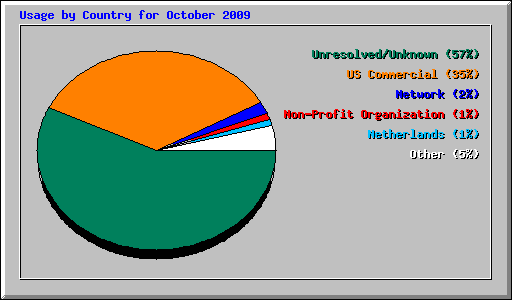 Usage by Country for October 2009
Unresolved/Unknown (57%)
US Commercial (35%)
Network (2%)
Non-Profit Organization (1%)
Netherlands (1%)
Other (5%)